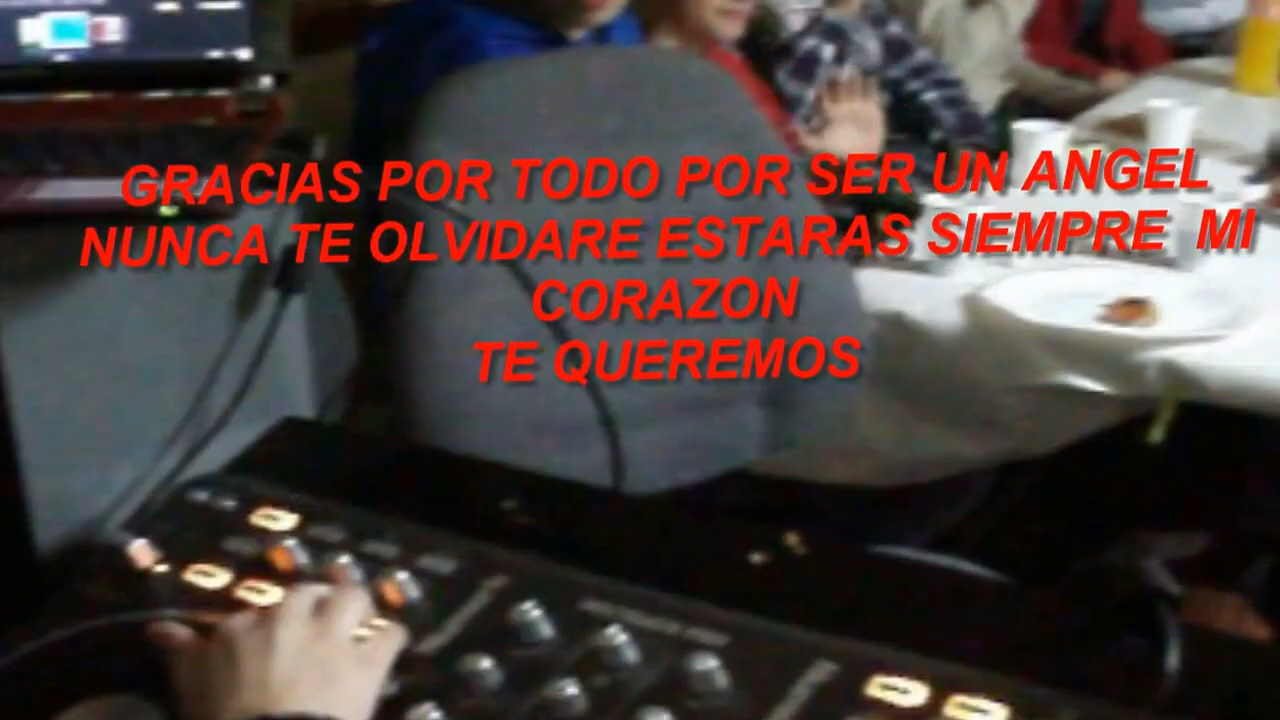 GRACIAS POR TODO POR SER UN ANGEL
NUNCA TE OLVIDARE ESTARAS SIEMPRE MI
CORAZON
TE QUEREMOS